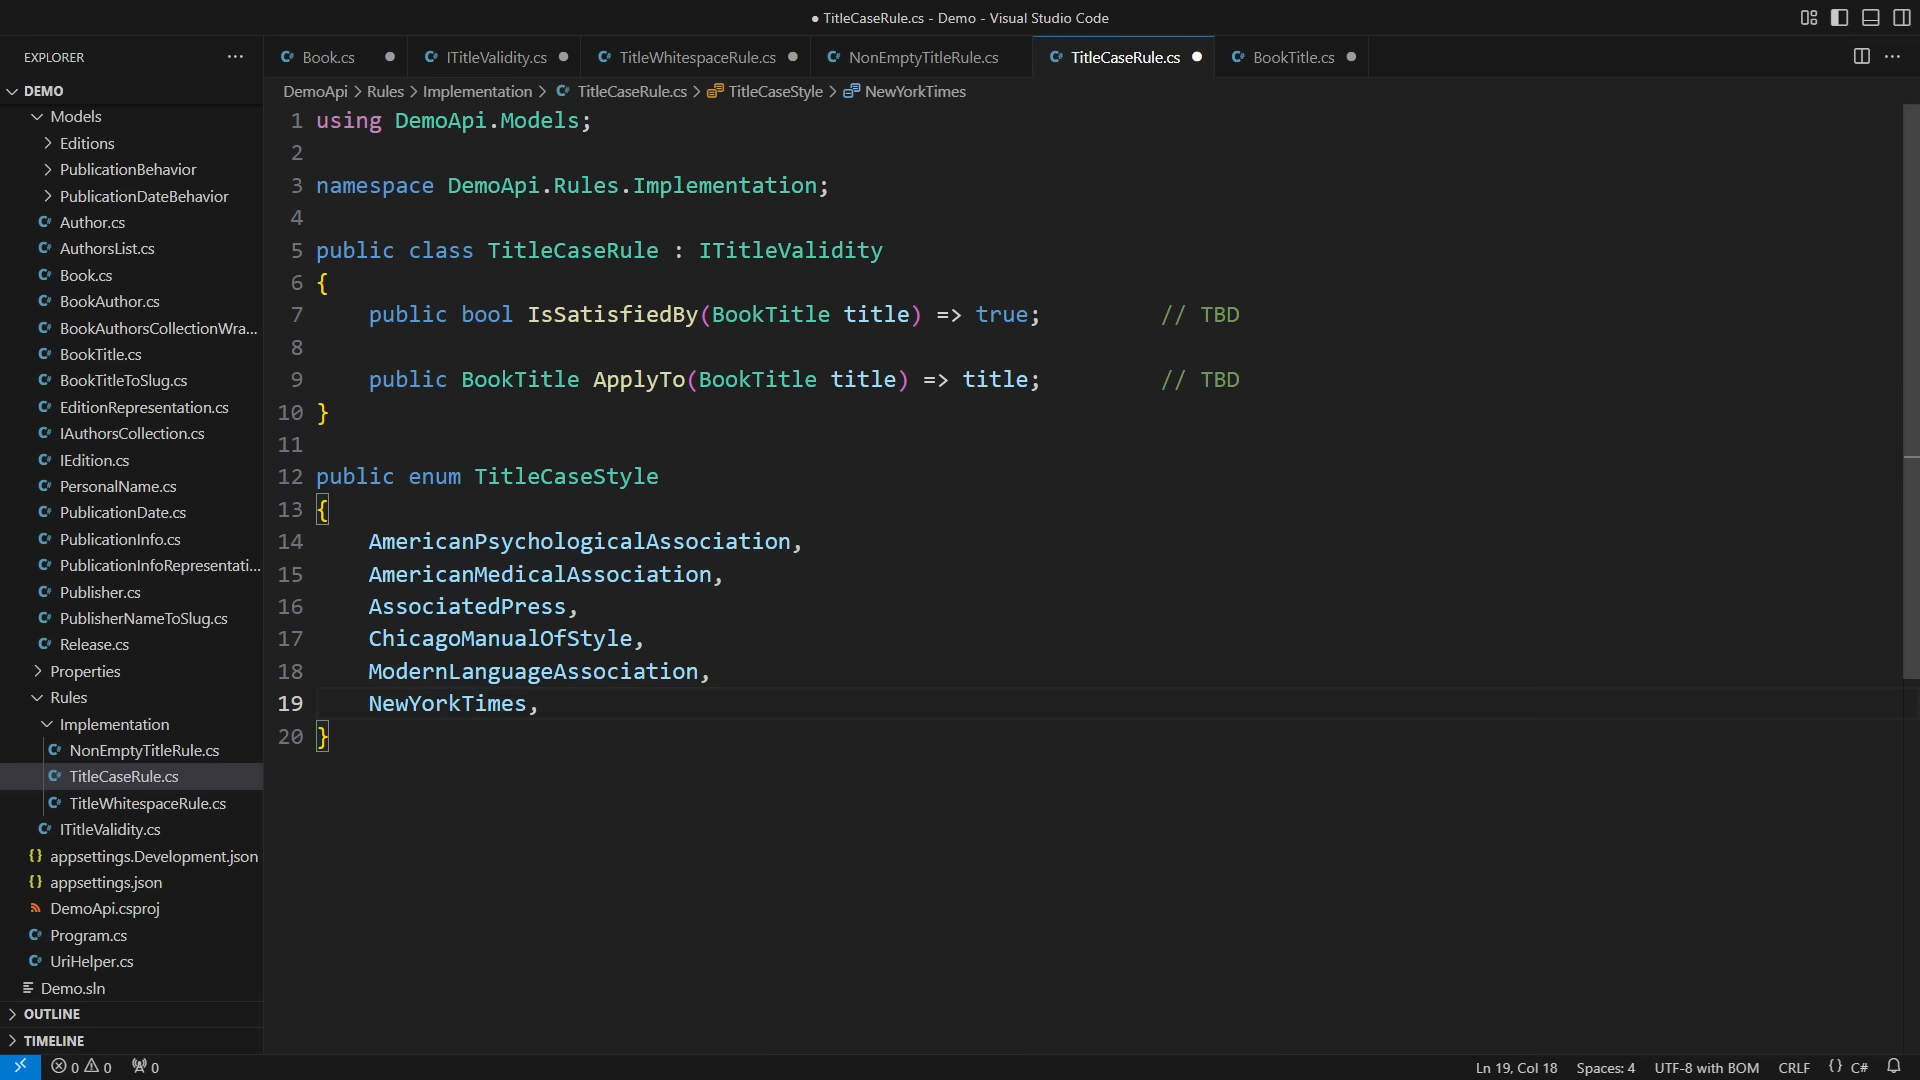 ● TitleCaseRule.cs - Demo - Visual Studio Code
EXPLORER
DEMO
Models
Editions
PublicationBehavior
PublicationDateBehavior
Author.cs
AuthorsList.cs
Book.cs
BookAuthor.cs
BookAuthorsCollectionWra...
BookTitle.cs
BookTitleToSlug.cs
EditionRepresentation.cs
IAuthorsCollection.cs
IEdition.cs
PersonalName.cs
PublicationDate.cs
PublicationInfo.cs
PublicationInfoRepresentati...
Publisher.cs
PublisherNameToSlug.cs
Release.cs
Properties
Rules
Implementation
NonEmptyTitleRule.cs
TitleCaseRule.cs
TitleWhitespaceRule.cs
ITitleValidity.cs
appsettings.Development.json
appsettings.json
DemoApi.csproj
Program.cs
UriHelper.cs
Demo.sln
OUTLINE
TIMELINE
Book.cs ITitleValidity.cs TitleWhitespaceRule.cs NonEmptyTitleRule.cs TitleCaseRule.cs BookTitle.cs
DemoApi > Rules > Implementation > TitleCaseRule.cs > TitleCaseStyle > NewYorkTimes
1 using DemoApi.Models;
2
3 namespace DemoApi.Rules.Implementation;
4
5 public class TitleCaseRule : ITitleValidity
6 {
7 public bool IsSatisfiedBy(BookTitle title) => true; // TBD
8
9 public BookTitle ApplyTo(BookTitle title) => title; // TBD
10 }
11
12 public enum TitleCaseStyle
13 {
14 AmericanPsychologicalAssociation,
15 AmericanMedicalAssociation,
16 AssociatedPress,
17 ChicagoManualOfStyle,
18 ModernLanguageAssociation,
19 NewYorkTimes,
20 }
0 0 0 Ln 19, Col 18 Spaces: 4 UTF-8 with BOM CRLF {} C#